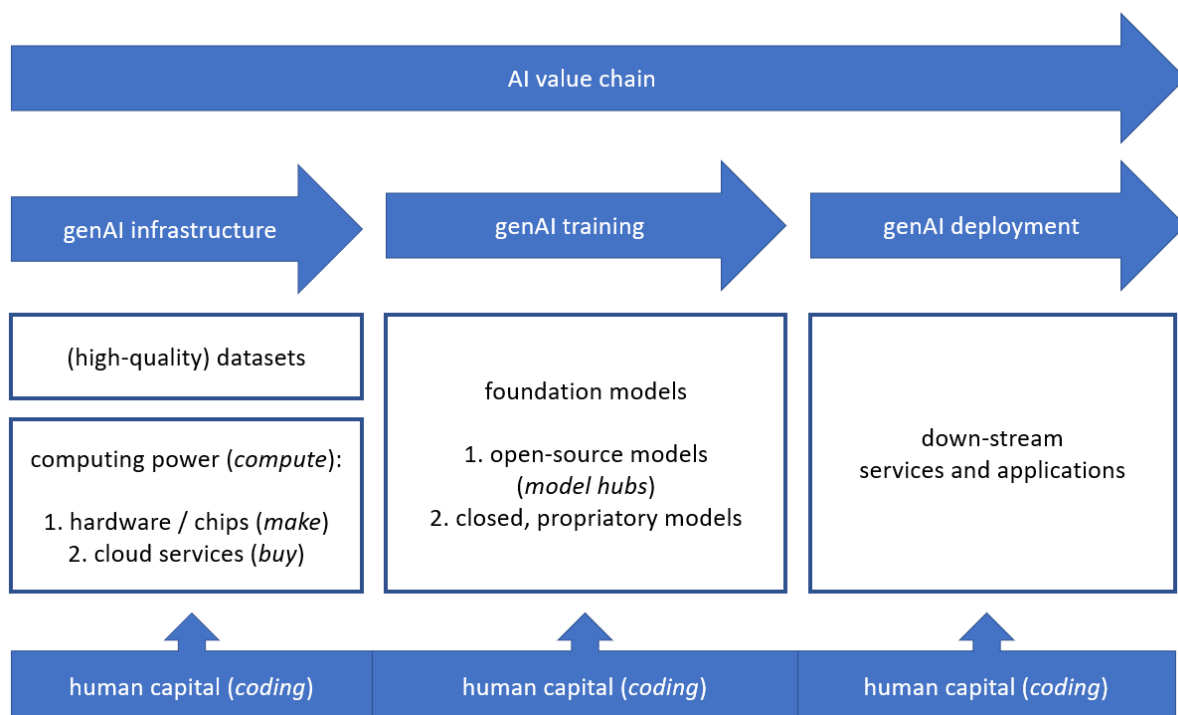 AI value chain
genAI infrastructure
genAI training
genAI deployment
(high-quality) datasets
computing power (compute):
1. hardware / chips (make)
2. cloud services (buy)
foundation models
1. open-source models
(model hubs)
2. closed, propriatory models
down-stream
services and applications
human capital (coding)
human capital (coding)
human capital (coding)